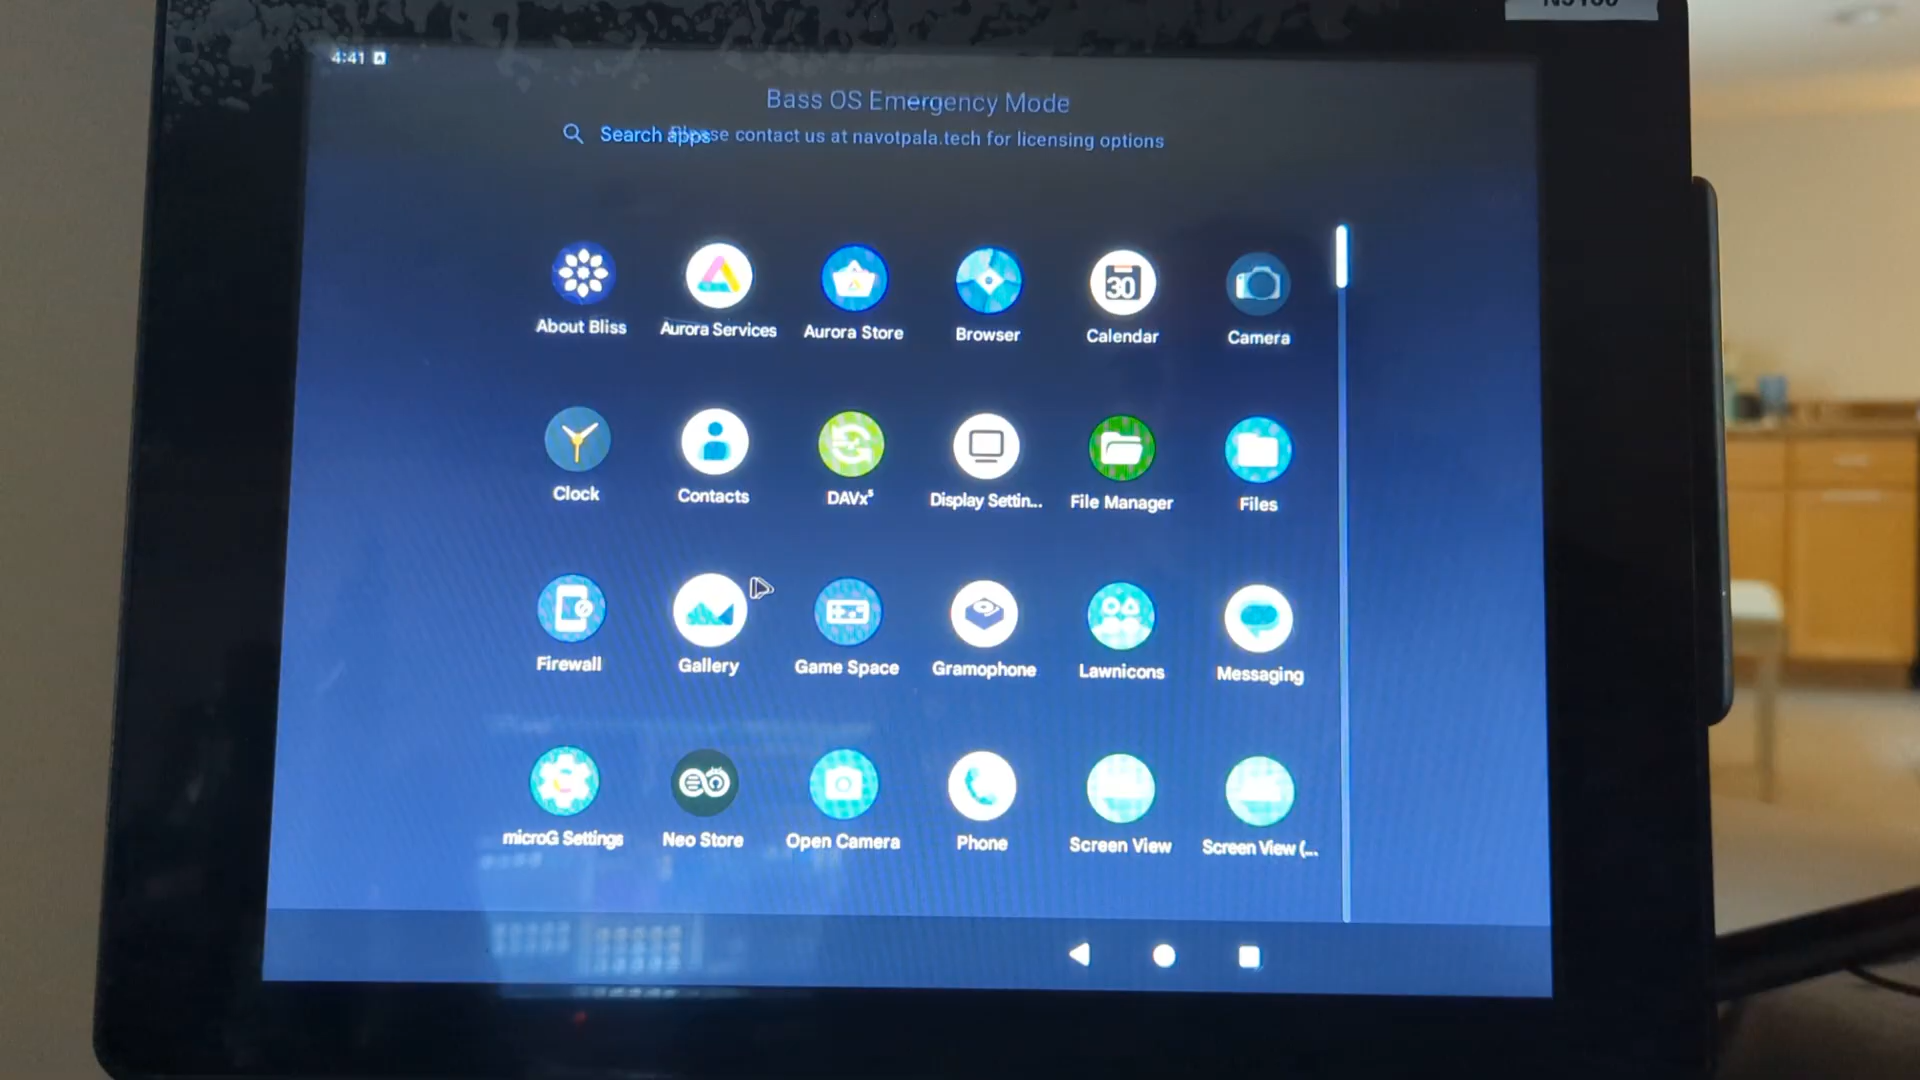 4:41
Bass OS Emergency Mode
Search apps
se contact us at navotpala.tech for licensing options
About Bliss
Aurora Services
Aurora Store
Browser
30
Calendar
Camera
Clock
Contacts
DAVx⁵
Display Settin...
File Manager
Files
Firewall
Gallery
Game Space
Gramophone
Lawnicons
Messaging
microG Settings
Neo Store
Open Camera
Phone
Screen View
Screen View (...